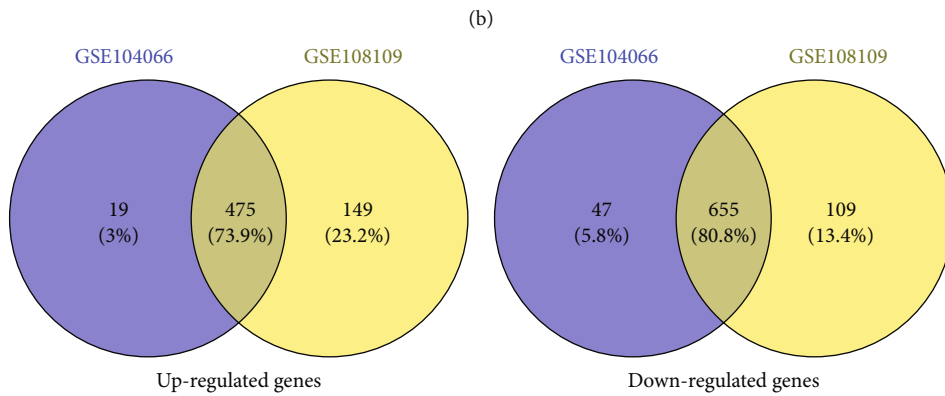 (b)
GSE104066 GSE108109
19 475 149
(3%) (73.9%) (23.2%)
Up-regulated genes
GSE104066 GSE108109
47 655 109
(5.8%) (80.8%) (13.4%)
Down-regulated genes